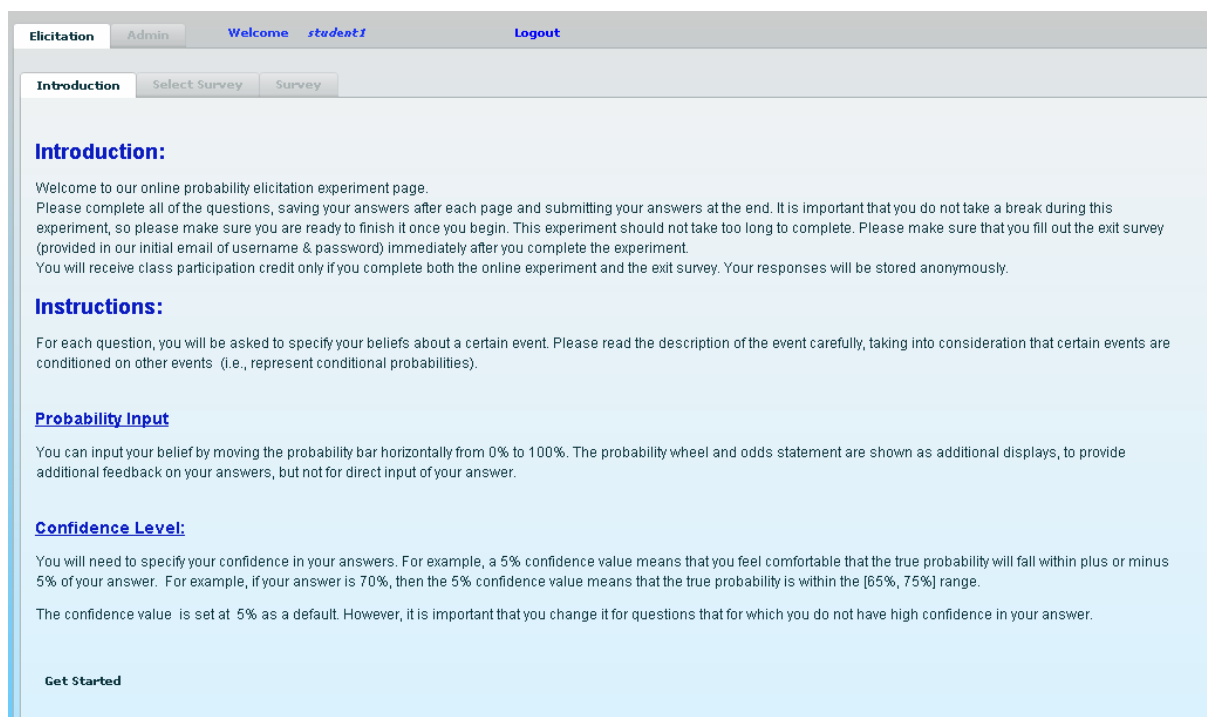 Elicitation Admin Welcome student1 Logout
Introduction Select Survey Survey
Introduction:
Welcome to our online probability elicitation experiment page.
Please complete all of the questions, saving your answers after each page and submitting your answers at the end. It is important that you do not take a break during this
experiment, so please make sure you are ready to finish it once you begin. This experiment should not take too long to complete. Please make sure that you fill out the exit survey
(provided in our initial email of username & password) immediately after you complete the experiment.
You will receive class participation credit only if you complete both the online experiment and the exit survey. Your responses will be stored anonymously.
Instructions:
For each question, you will be asked to specify your beliefs about a certain event. Please read the description of the event carefully, taking into consideration that certain events are
conditioned on other events (i.e., represent conditional probabilities).
Probability Input
You can input your belief by moving the probability bar horizontally from 0% to 100%. The probability wheel and odds statement are shown as additional displays, to provide
additional feedback on your answers, but not for direct input of your answer.
Confidence Level:
You will need to specify your confidence in your answers. For example, a 5% confidence value means that you feel comfortable that the true probability will fall within plus or minus
5% of your answer. For example, if your answer is 70%, then the 5% confidence value means that the true probability is within the [65%, 75%] range.
The confidence value is set at 5% as a default. However, it is important that you change it for questions that for which you do not have high confidence in your answer.
Get Started